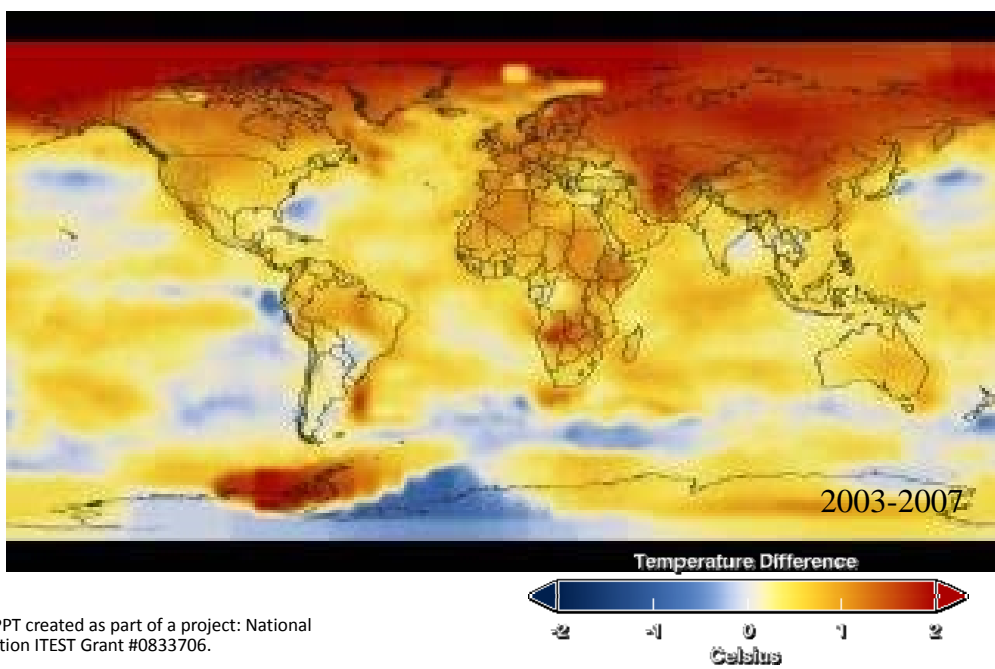 2003-2007
Temperature Difference
-2 -1 0 1 2
Celsius
PPT created as part of a project: National
tion ITEST Grant #0833706.